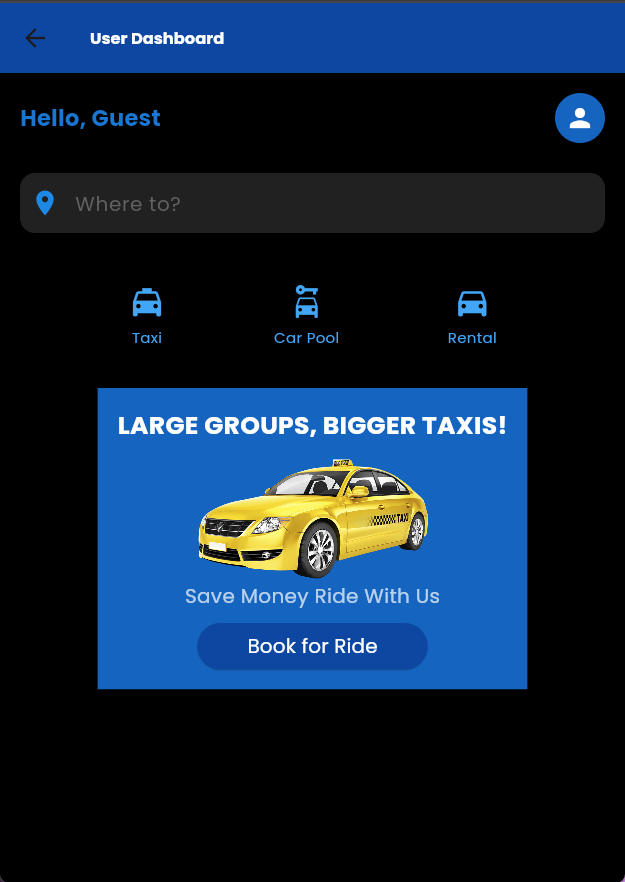 User Dashboard
Hello, Guest
Where to?
Taxi Car Pool Rental
LARGE GROUPS, BIGGER TAXIS!
TAXI
Save Money Ride With Us
Book for Ride